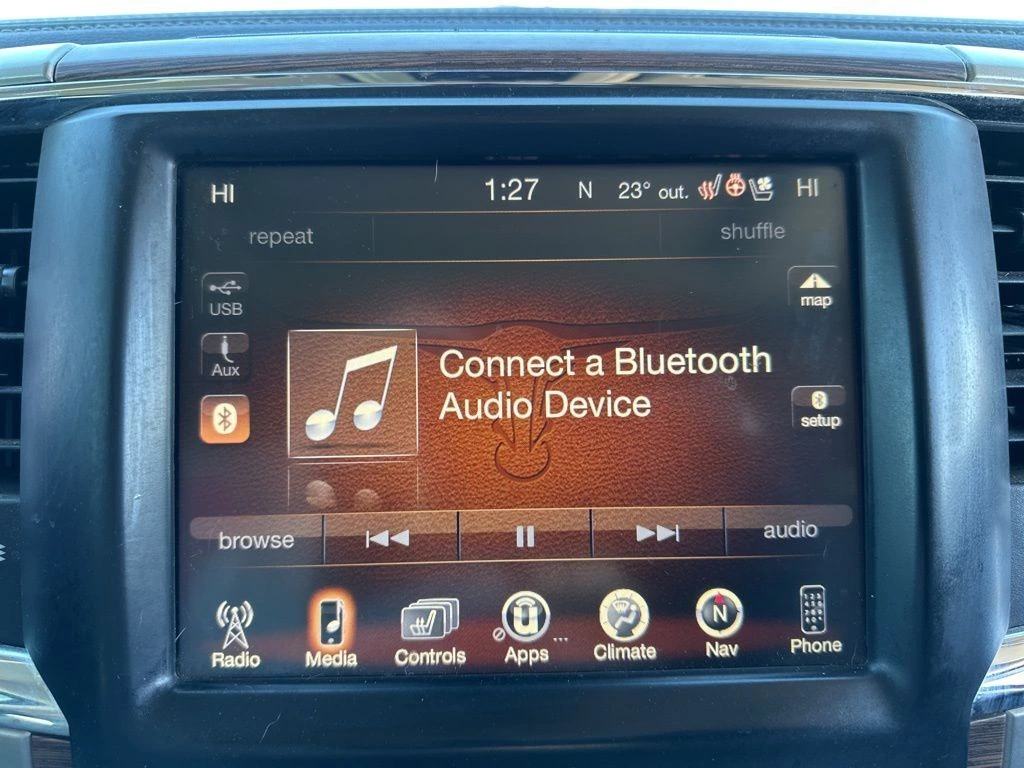 HI 1:27 N 23° out. HI
repeat shuffle
USB
map
Aux
Connect a Bluetooth
Audio Device
setup
browse audio
Radio Media Controls Apps ... Climate Nav Phone
N